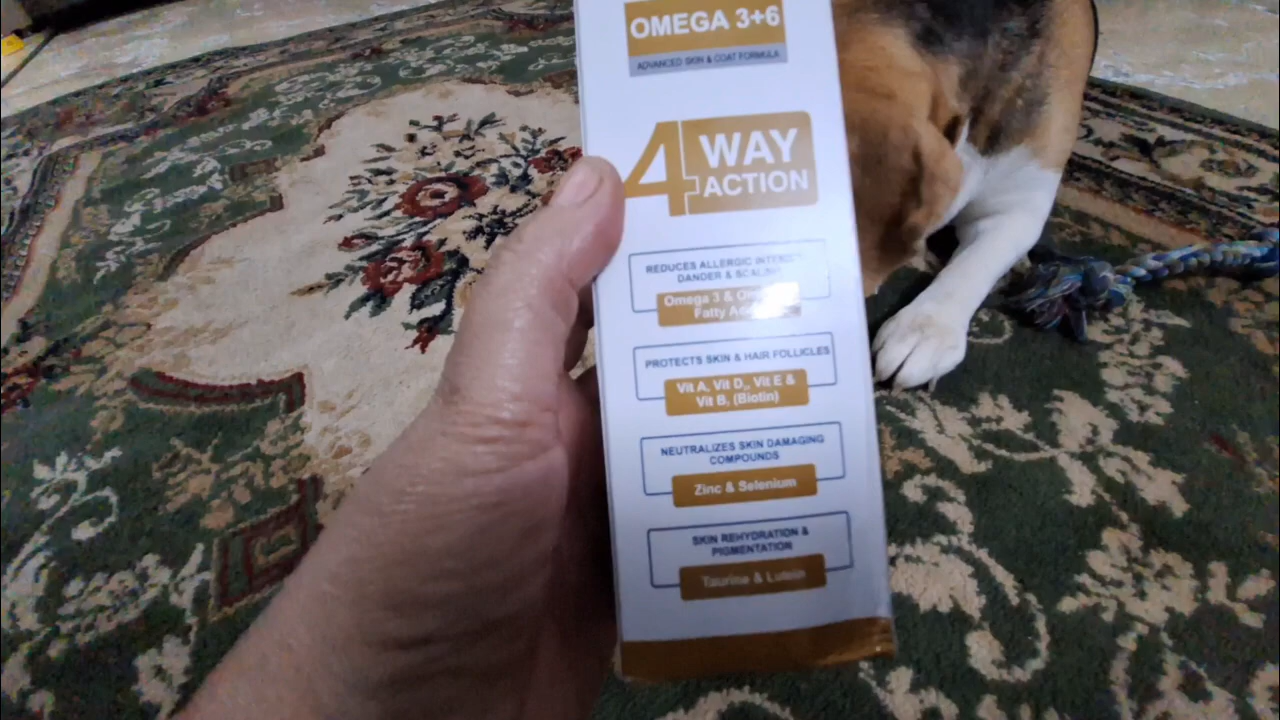 OMEGA 3+6
ADVANCED SKIN & COAT FORMULA
4 WAY
ACTION
REDUCES ALLERGIC
DANDER &
Omega 3 &
Fatty
PROTECTS SKIN & HAIR FOLLICLES
Vit A, Vit D₃, Vit E &
Vit B, (Biotin)
NEUTRALIZES SKIN DAMAGING
COMPOUNDS
Zinc & Selenium
SKIN REHYDRATION &
PIGMENTATION
Taurine & Lutein